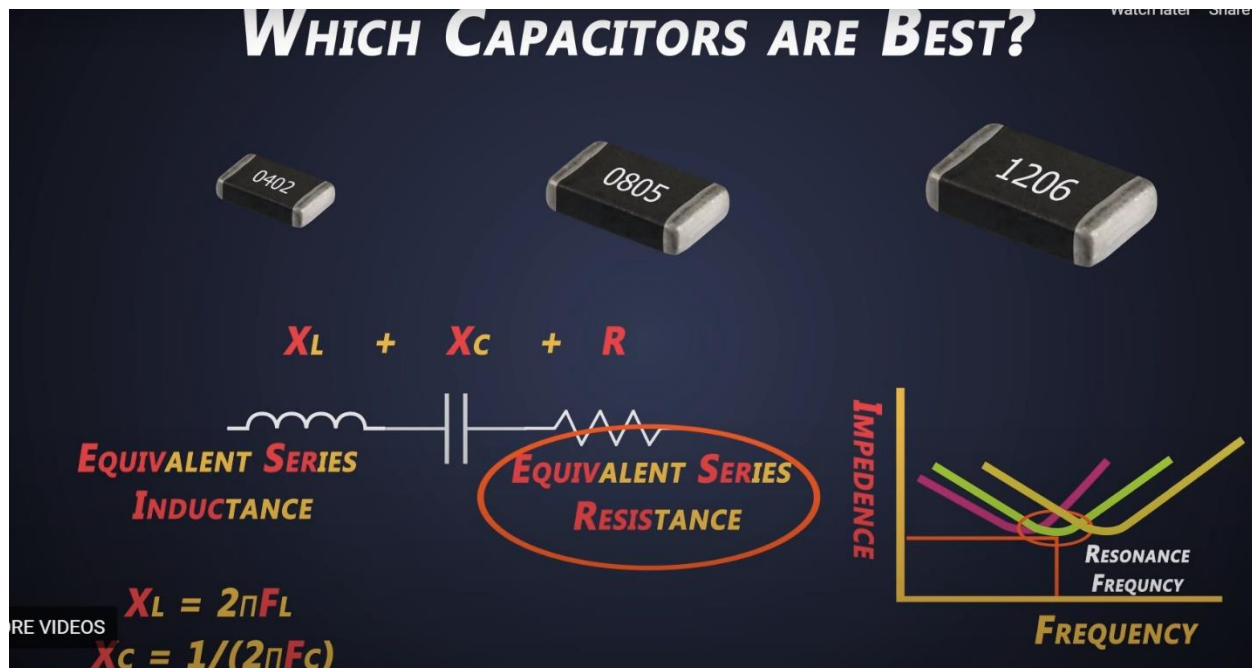 WHICH CAPACITORS ARE BEST?
Watch later Share
0402
0805
1206
XL + XC + R
EQUIVALENT SERIES
INDUCTANCE
EQUIVALENT SERIES
RESISTANCE
IMPEDENCE
RESONANCE
FREQUNCY
FREQUENCY
XL = 2πFL
XC = 1/(2πFC)
ORE VIDEOS